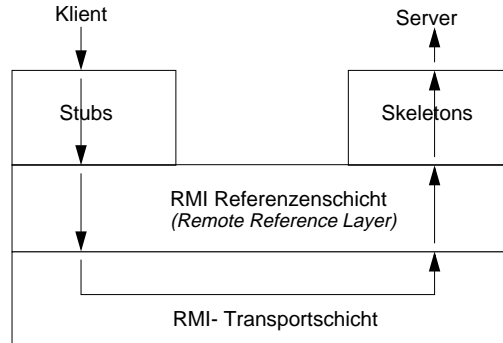 Klient
Server
Stubs
Skeletons
RMI Referenzenschicht
(Remote Reference Layer)
RMI- Transportschicht